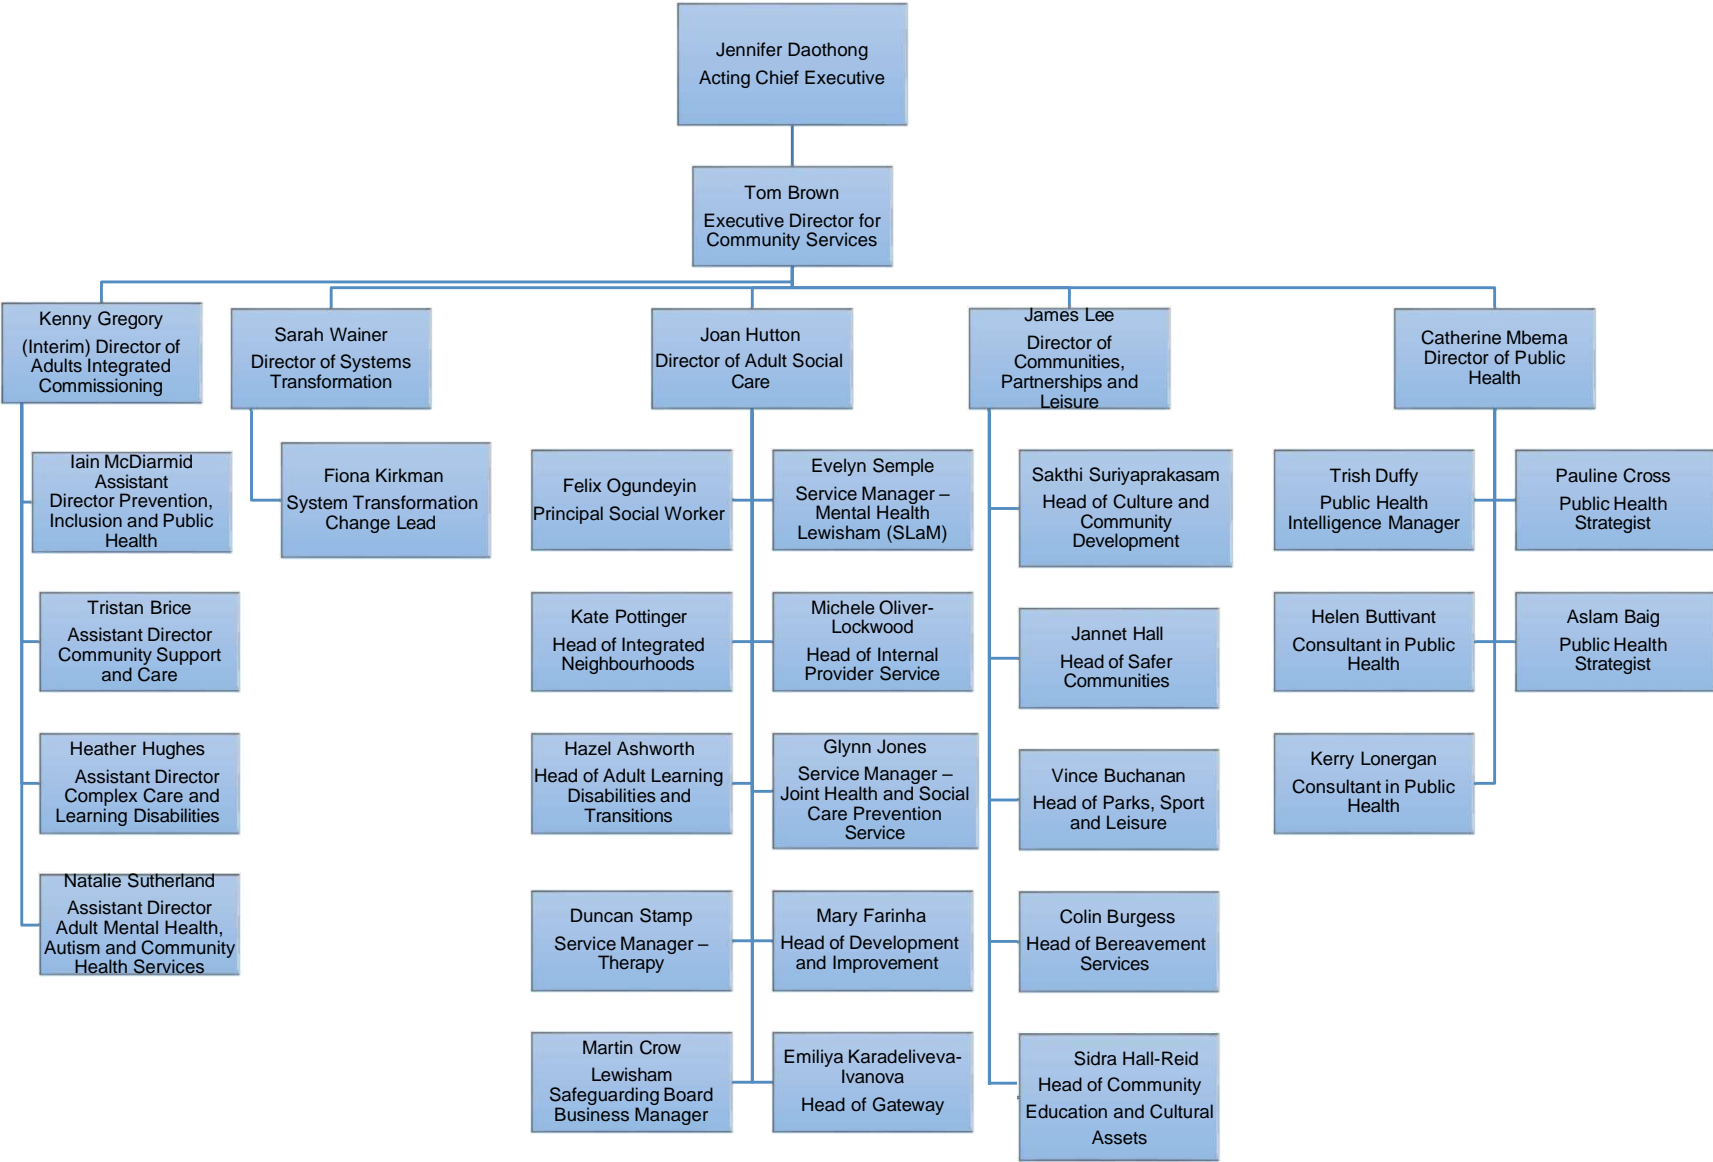 Jennifer Daothong
Acting Chief Executive
Tom Brown
Executive Director for
Community Services
Kenny Gregory
(Interim) Director of
Adults Integrated
Commissioning
Sarah Wainer
Director of Systems
Transformation
Joan Hutton
Director of Adult Social
Care
James Lee
Director of
Communities,
Partnerships and
Leisure
Catherine Mbema
Director of Public
Health
Iain McDiarmid
Assistant
Director Prevention,
Inclusion and Public
Health
Tristan Brice
Assistant Director
Community Support
and Care
Heather Hughes
Assistant Director
Complex Care and
Learning Disabilities
Natalie Sutherland
Assistant Director
Adult Mental Health,
Autism and Community
Health Services
Fiona Kirkman
System Transformation
Change Lead
Felix Ogundeyin
Principal Social Worker
Evelyn Semple
Service Manager –
Mental Health
Lewisham (SLaM)
Kate Pottinger
Head of Integrated
Neighbourhoods
Michele Oliver-
Lockwood
Head of Internal
Provider Service
Hazel Ashworth
Head of Adult Learning
Disabilities and
Transitions
Glynn Jones
Service Manager –
Joint Health and Social
Care Prevention
Service
Duncan Stamp
Service Manager –
Therapy
Mary Farinha
Head of Development
and Improvement
Martin Crow
Lewisham
Safeguarding Board
Business Manager
Emiliya Karadeliveva-
Ivanova
Head of Gateway
Sakthi Suriyaprakasam
Head of Culture and
Community
Development
Jannet Hall
Head of Safer
Communities
Vince Buchanan
Head of Parks, Sport
and Leisure
Colin Burgess
Head of Bereavement
Services
Sidra Hall-Reid
Head of Community
Education and Cultural
Assets
Trish Duffy
Public Health
Intelligence Manager
Pauline Cross
Public Health
Strategist
Helen Buttivant
Consultant in Public
Health
Aslam Baig
Public Health
Strategist
Kerry Lonergan
Consultant in Public
Health